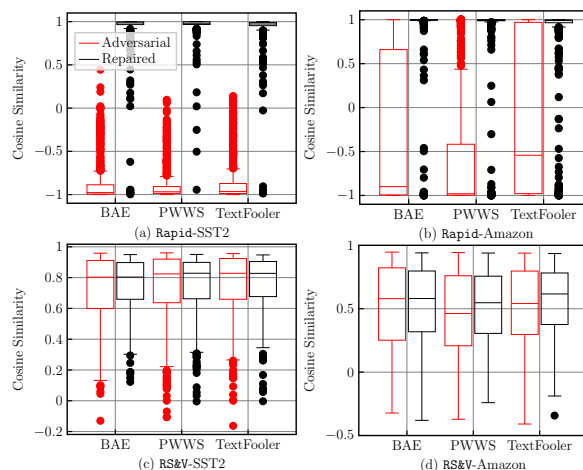 1
0.5
0
−0.5
−1
Cosine Similarity
Adversarial
Repaired
BAE
PWWS
TextFooler
(a) Rapid-SST2
1
0.5
0
−0.5
−1
Cosine Similarity
BAE
PWWS
TextFooler
(b) Rapid-Amazon
1
0.8
0.6
0.4
0.2
0
−0.2
Cosine Similarity
BAE
PWWS
TextFooler
(c) RS&V-SST2
1
0.5
0
−0.5
Cosine Similarity
BAE
PWWS
TextFooler
(d) RS&V-Amazon